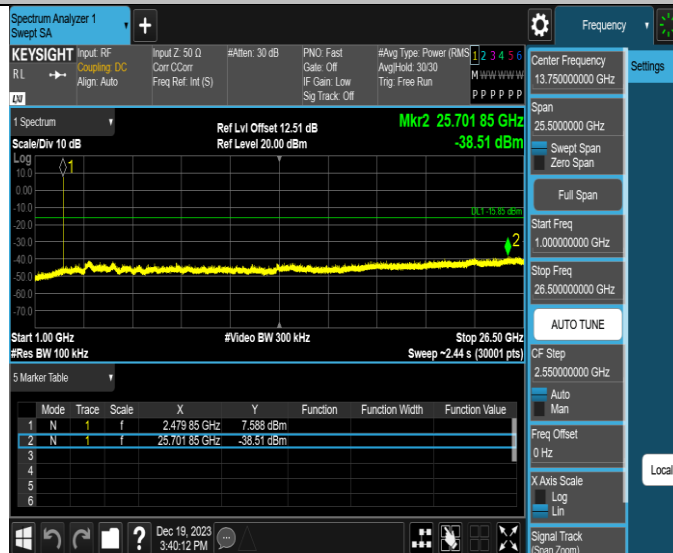 Spectrum Analyzer 1
Swept SA
+
Frequency
Settings
KEYSIGHT
RL
LXI
Input: RF
Coupling: DC
Align: Auto
Input Z: 50 Ω
Corr CCorr
Freq Ref: Int (S)
#Atten: 30 dB
PNO: Fast
Gate: Off
IF Gain: Low
Sig Track: Off
#Avg Type: Power (RMS
Avg|Hold: 30/30
Trig: Free Run
1 2 3 4 5 6
M W W W W W
P P P P P P
1 Spectrum
Scale/Div 10 dB
Ref Lvl Offset 12.51 dB
Ref Level 20.00 dBm
Mkr2 25.701 85 GHz
-38.51 dBm
Log
10.0
0.00
-10.0
-20.0
-30.0
-40.0
-50.0
-60.0
-70.0
1
DL1 -15.85 dBm
2
Start 1.00 GHz
#Res BW 100 kHz
#Video BW 300 kHz
Stop 26.50 GHz
Sweep ~2.44 s (30001 pts)
5 Marker Table
Mode Trace Scale X Y Function Function Width Function Value
1 N 1 f 2.479 85 GHz 7.588 dBm
2 N 1 f 25.701 85 GHz -38.51 dBm
3
4
5
6
?
Dec 19, 2023
3:40:12 PM
Center Frequency
13.750000000 GHz
Span
25.5000000 GHz
Swept Span
Zero Span
Full Span
Start Freq
1.000000000 GHz
Stop Freq
26.500000000 GHz
AUTO TUNE
CF Step
2.550000000 GHz
Auto
Man
Freq Offset
0 Hz
X Axis Scale
Log
Lin
Signal Track
(Span Zoom)
Local